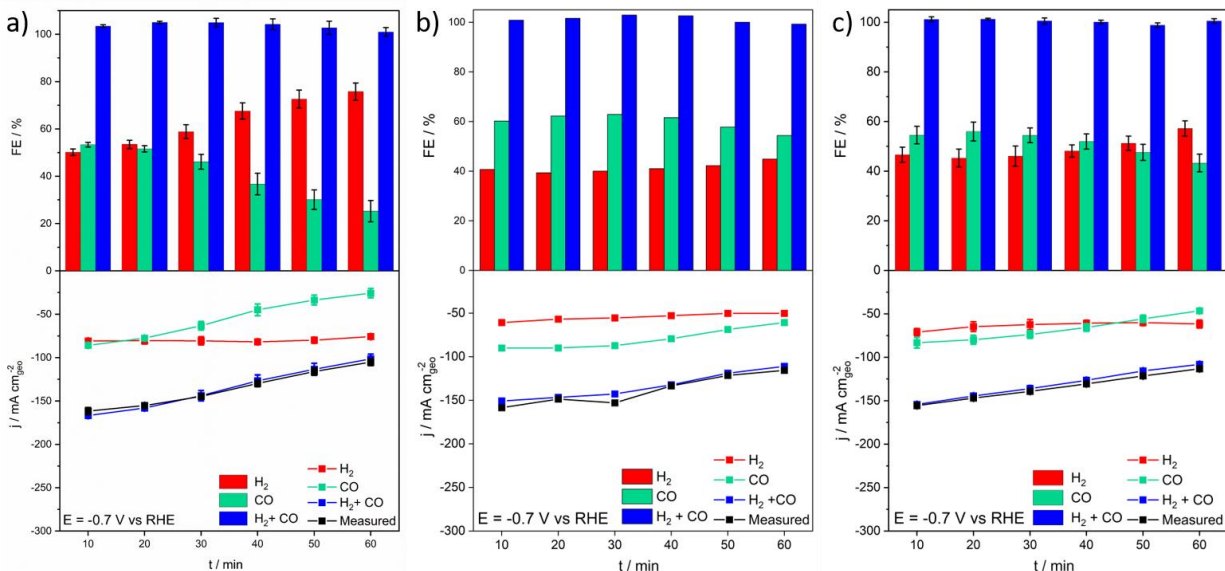 a)
FE / %
120
100
80
60
40
20
0
j / mA cm⁻²geo
-50
-100
-150
-200
-250
-300
H₂
CO
H₂+ CO
H₂
CO
H₂+ CO
Measured
E = -0.7 V vs RHE
10 20 30 40 50 60
t / min
b)
FE / %
100
80
60
40
20
0
j / mA cm⁻²geo
-50
-100
-150
-200
-250
-300
H₂
CO
H₂ + CO
H₂
CO
H₂ +CO
Measured
E = -0.7 V vs RHE
10 20 30 40 50 60
t / min
c)
FE / %
100
80
60
40
20
0
j / mA cm⁻²geo
-50
-100
-150
-200
-250
-300
H₂
CO
H₂ + CO
H₂
CO
H₂ + CO
Measured
E = -0.7 V vs RHE
10 20 30 40 50 60
t / min